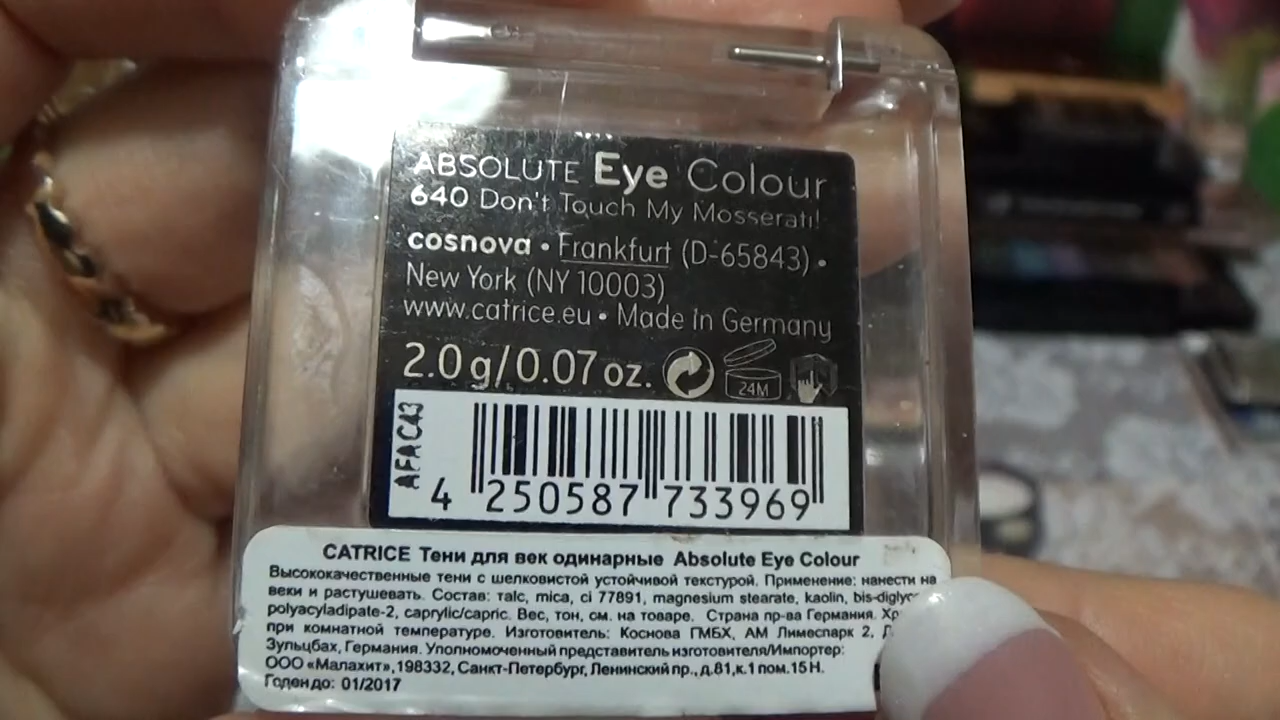 ABSOLUTE Eye Colour
640 Don't Touch My Mosserati!
cosnova • Frankfurt (D-65843) •
New York (NY 10003)
www.catrice.eu • Made In Germany
2.0 g/0.07 oz.
24M
AFAC43
4 250587 733969
CATRICE Тени для век одинарные Absolute Eye Colour
Высококачественные тени с шелковистой устойчивой текстурой. Применение: нанести на
веки и растушевать. Состав: талс, mica, ci 77891, magnesium stearate, kaolin,
polyacyladipate-2, caprylic/capric. Вес, тон, см. на товаре. Страна пр-ва Германия.
при комнатной температуре. Изготовитель: Коснова ГМБХ, АМ Лимеспарк 2,
Зульцбах, Германия. Уполномоченный представитель изготовителя/Импортер:
ООО «Малахит», 198332, Санкт-Петербург, Ленинский пр., д.81, к.1 пом.15 Н.
Годен до: 01/2017